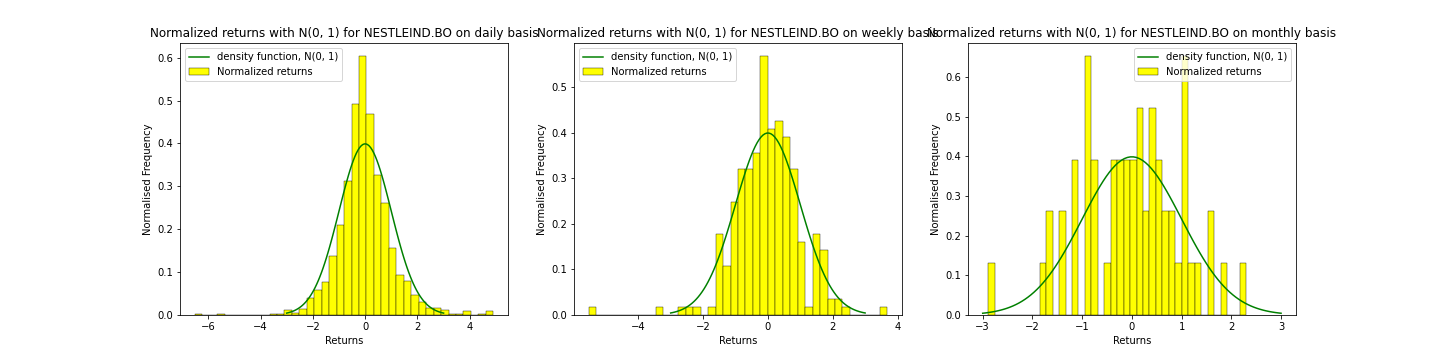 Normalized returns with N(0, 1) for NESTLEIND.BO on daily basis
density function, N(0, 1)
Normalized returns
Normalised Frequency
0.6
0.5
0.4
0.3
0.2
0.1
0.0
−6
−4
−2
0
2
4
Returns
Normalized returns with N(0, 1) for NESTLEIND.BO on weekly basis
density function, N(0, 1)
Normalized returns
Normalised Frequency
0.5
0.4
0.3
0.2
0.1
0.0
−4
−2
0
2
4
Returns
Normalized returns with N(0, 1) for NESTLEIND.BO on monthly basis
density function, N(0, 1)
Normalized returns
Normalised Frequency
0.6
0.5
0.4
0.3
0.2
0.1
0.0
−3
−2
−1
0
1
2
3
Returns